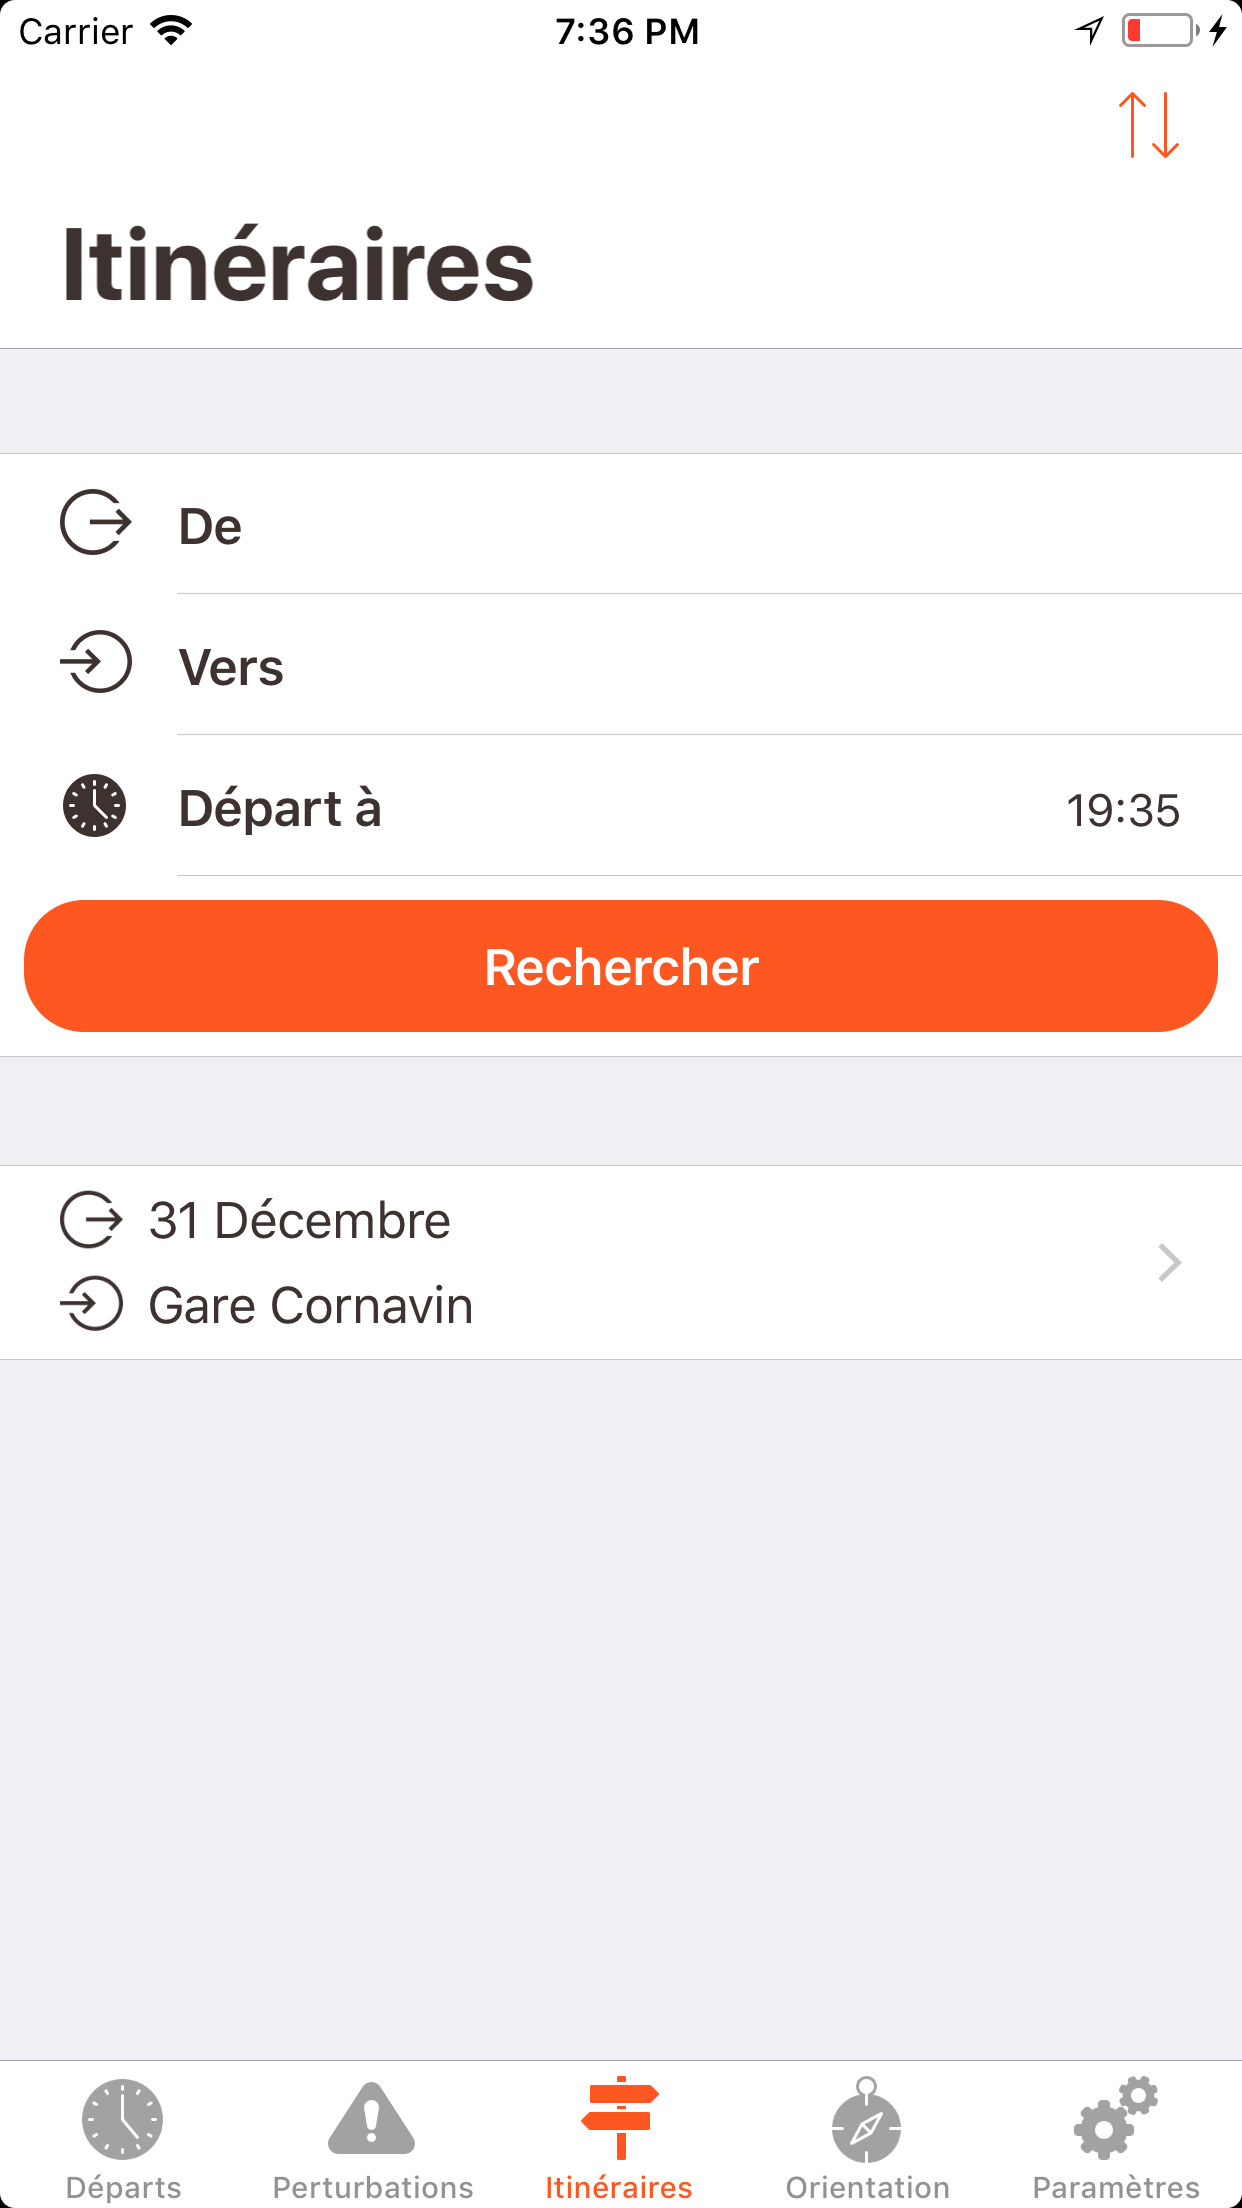 Carrier 7:36 PM
Itinéraires
De
Vers
Départ à 19:35
Rechercher
31 Décembre
Gare Cornavin
Départs Perturbations Itinéraires Orientation Paramètres